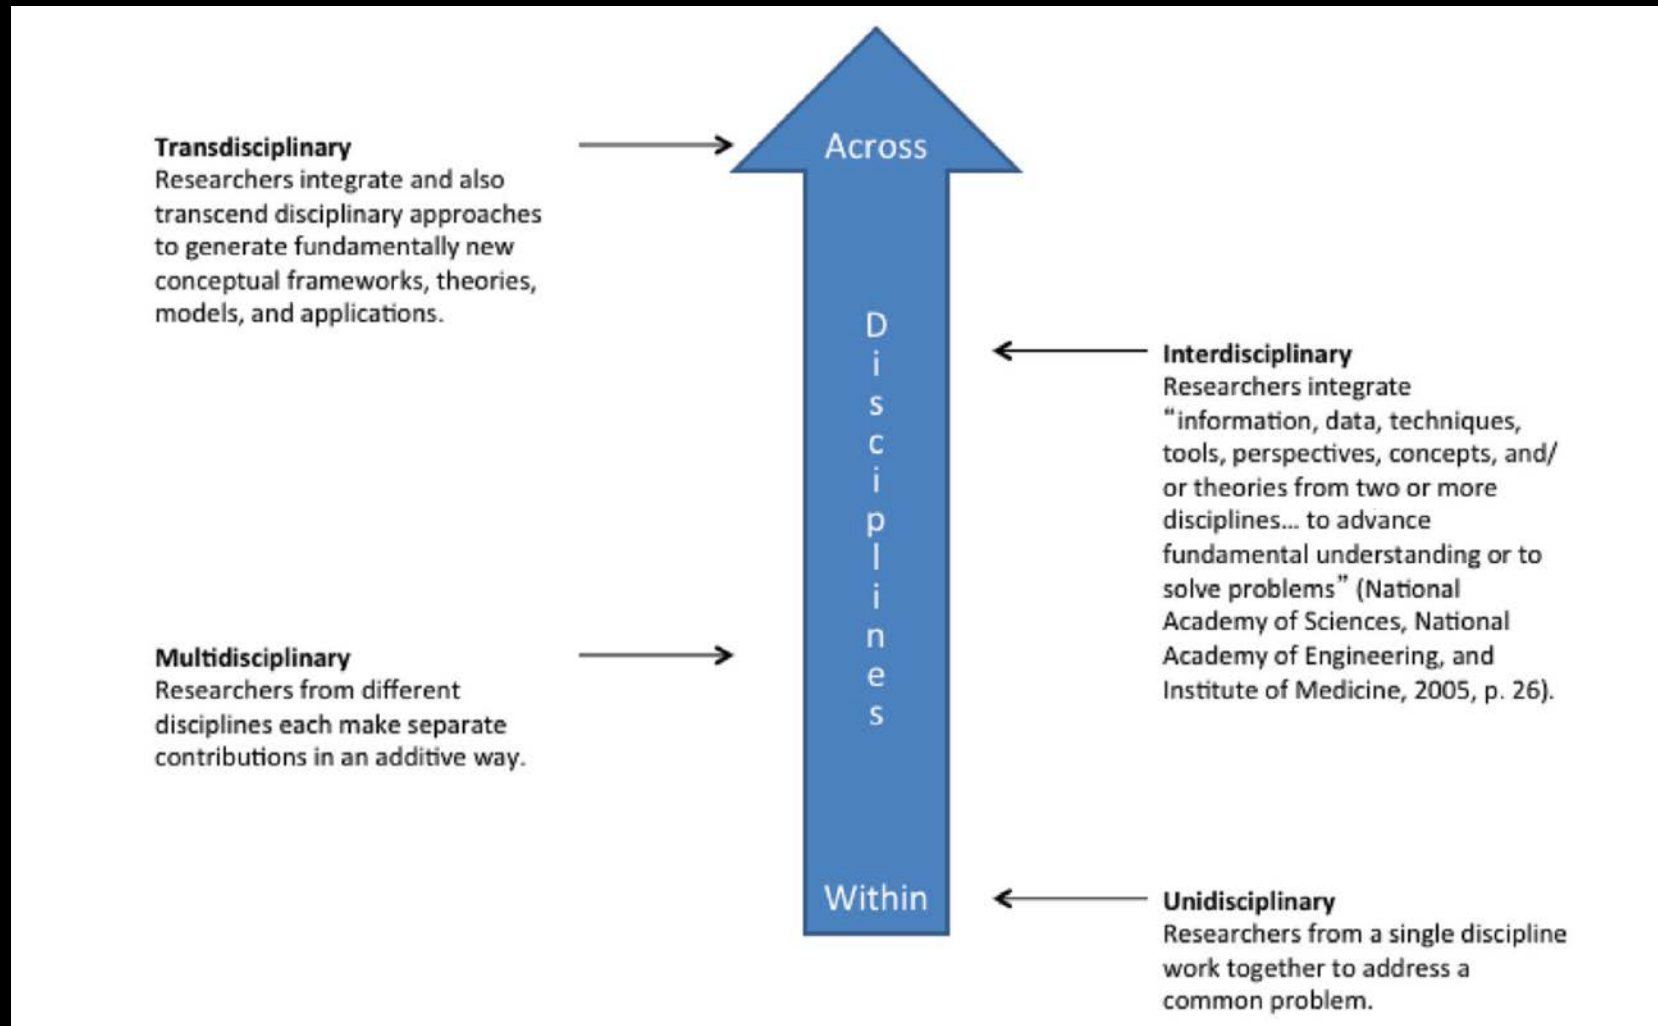 Across
Transdisciplinary
Researchers integrate and also
transcend disciplinary approaches
to generate fundamentally new
conceptual frameworks, theories,
models, and applications.
Disciplines
Interdisciplinary
Researchers integrate
“information, data, techniques,
tools, perspectives, concepts, and/
or theories from two or more
disciplines... to advance
fundamental understanding or to
solve problems” (National
Academy of Sciences, National
Academy of Engineering, and
Institute of Medicine, 2005, p. 26).
Multidisciplinary
Researchers from different
disciplines each make separate
contributions in an additive way.
Within
Unidisciplinary
Researchers from a single discipline
work together to address a
common problem.